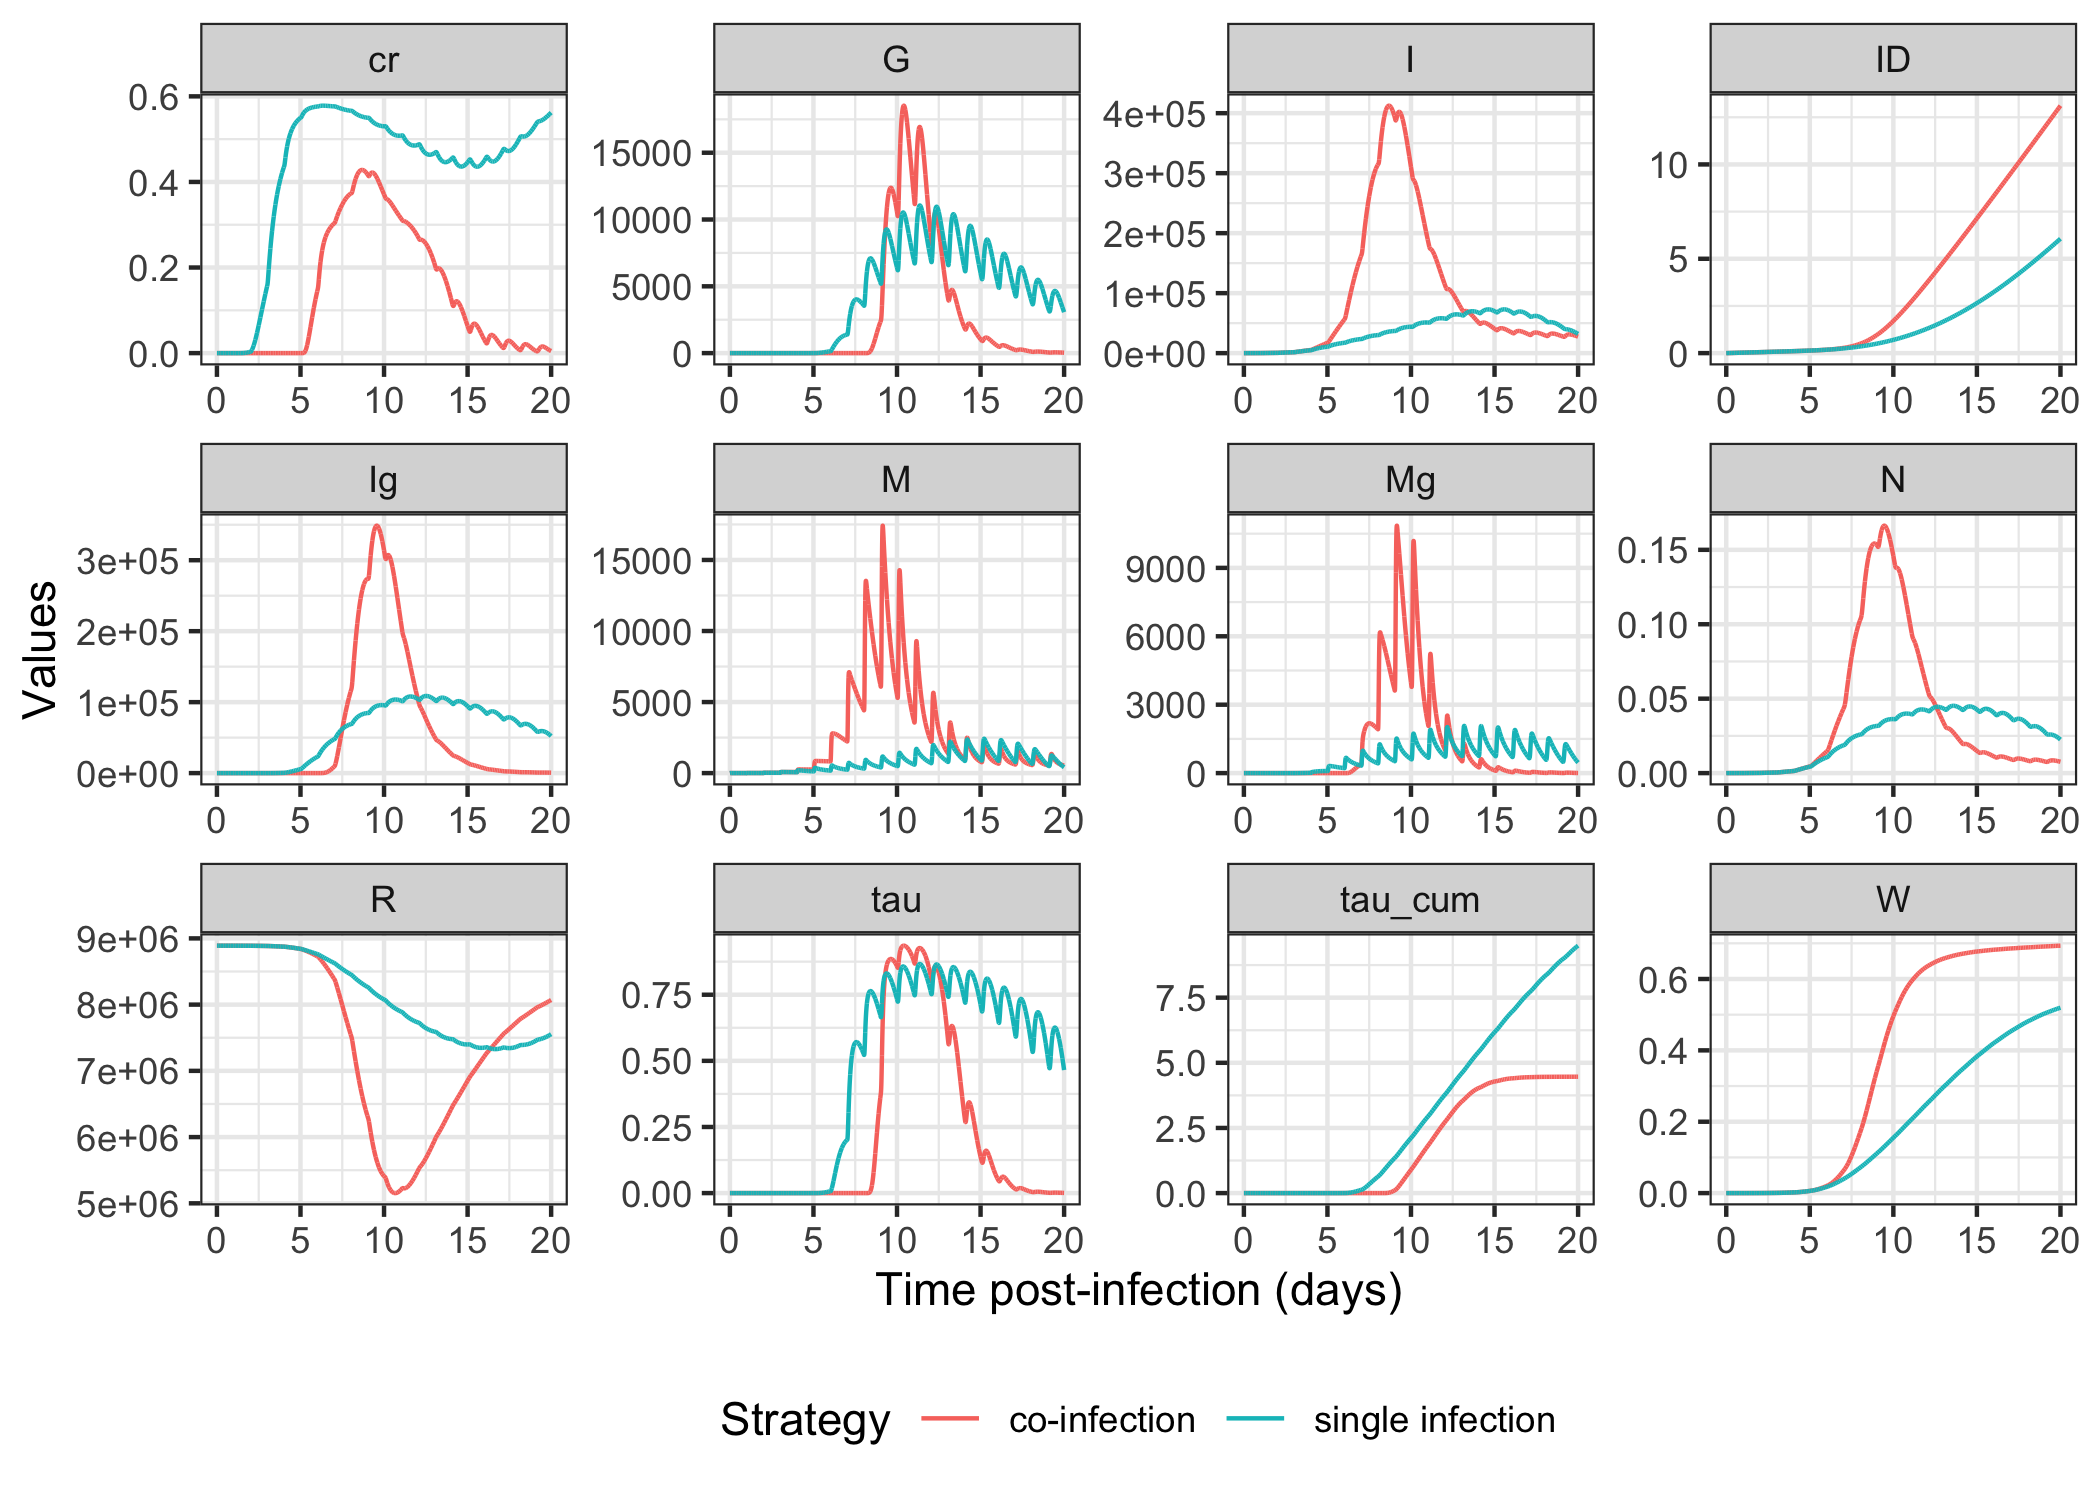 cr G I ID
0.6 0.4 0.2 0.0
15000 10000 5000 0
4e+05 3e+05 2e+05 1e+05 0e+00
10 5 0
0 5 10 15 20 0 5 10 15 20 0 5 10 15 20 0 5 10 15 20
Ig M Mg N
3e+05 2e+05 1e+05 0e+00
15000 10000 5000 0
9000 6000 3000 0
0.15 0.10 0.05 0.00
0 5 10 15 20 0 5 10 15 20 0 5 10 15 20 0 5 10 15 20
Values
R tau tau_cum W
9e+06 8e+06 7e+06 6e+06 5e+06
0.75 0.50 0.25 0.00
7.5 5.0 2.5 0.0
0.6 0.4 0.2 0.0
0 5 10 15 20 0 5 10 15 20 0 5 10 15 20 0 5 10 15 20
Time post-infection (days)
Strategy co-infection single infection